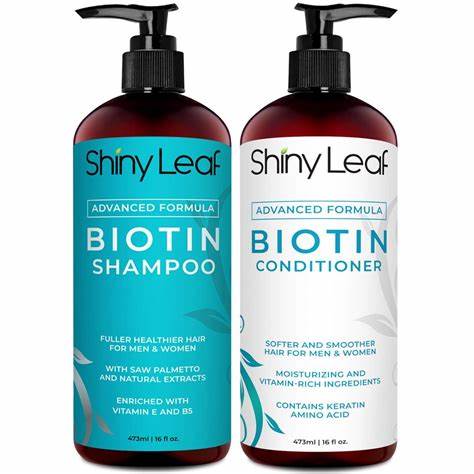 Shiny Leaf
ADVANCED FORMULA
BIOTIN
SHAMPOO
FULLER HEALTHIER HAIR
FOR MEN & WOMEN
WITH SAW PALMETTO
AND NATURAL EXTRACTS
ENRICHED WITH
VITAMIN E AND B5
473ml | 16 fl oz.
Shiny Leaf
ADVANCED FORMULA
BIOTIN
CONDITIONER
SOFTER AND SMOOTHER
HAIR FOR MEN & WOMEN
MOISTURIZING AND
VITAMIN-RICH INGREDIENTS
CONTAINS KERATIN
AMINO ACID
473ml | 16 fl oz.